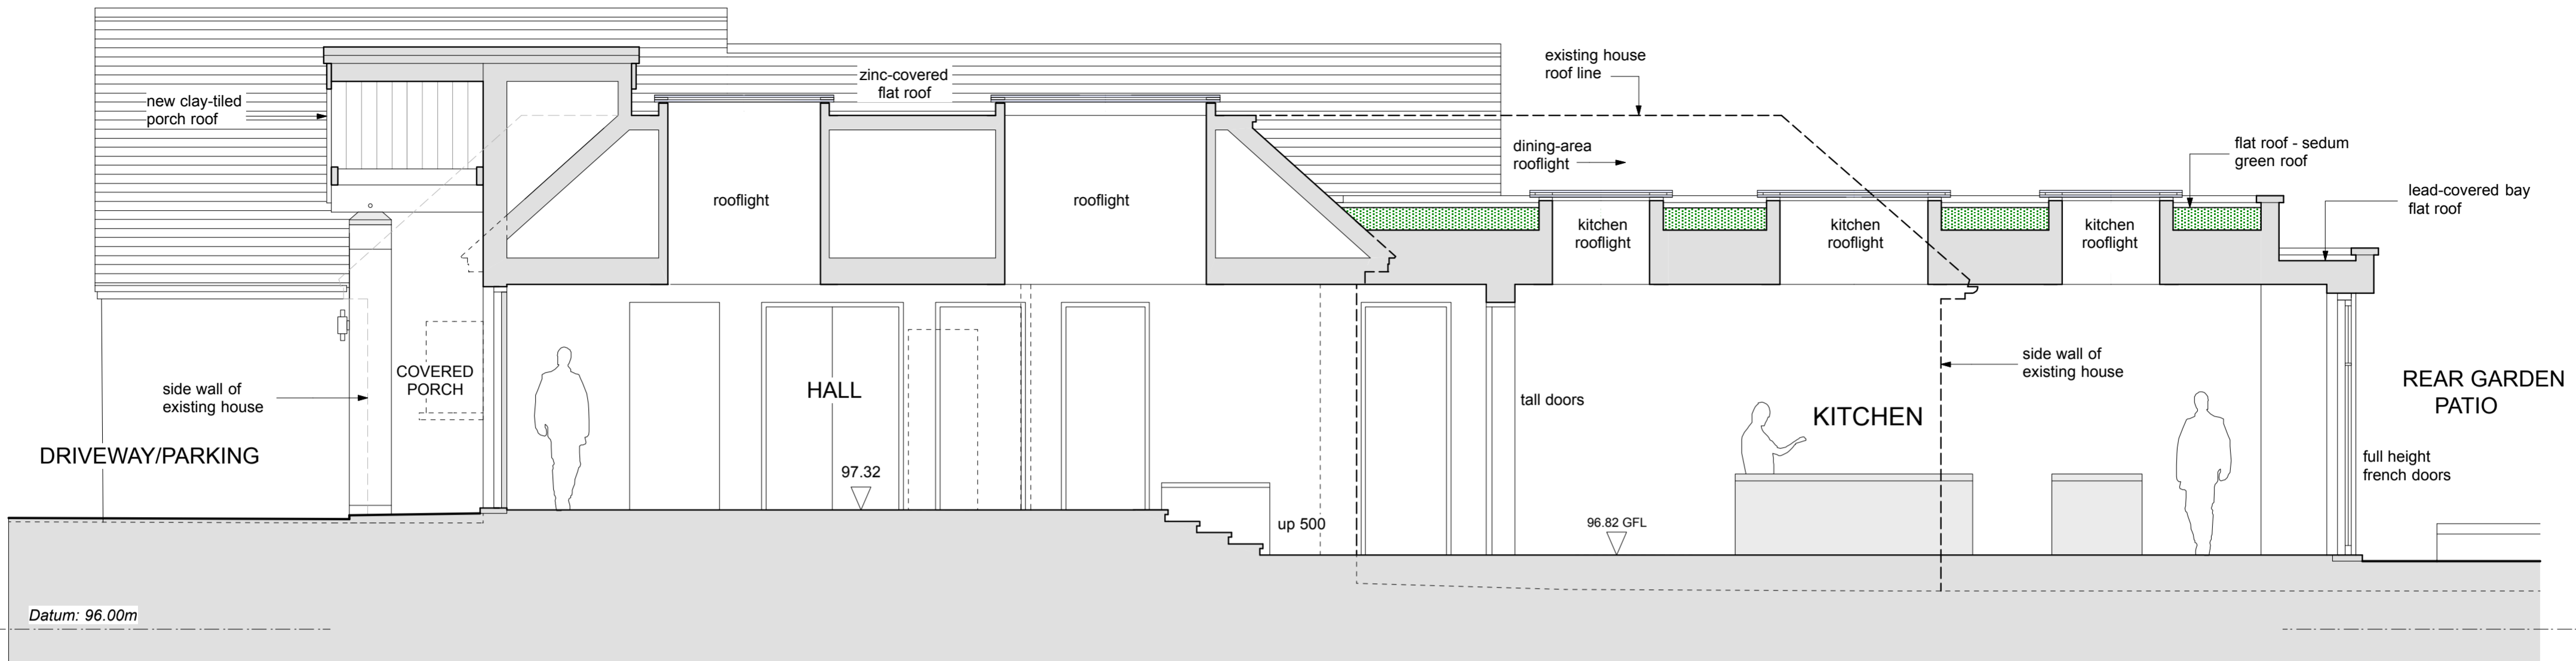 existing house
roof line
zinc-covered
flat roof
new clay-tiled
porch roof
dining-area
rooflight
flat roof - sedum
green roof
lead-covered bay
flat roof
rooflight
rooflight
kitchen
rooflight
kitchen
rooflight
kitchen
rooflight
COVERED
PORCH
side wall of
existing house
HALL
side wall of
existing house
tall doors
KITCHEN
REAR GARDEN
PATIO
DRIVEWAY/PARKING
97.32
full height
french doors
up 500
96.82 GFL
Datum: 96.00m